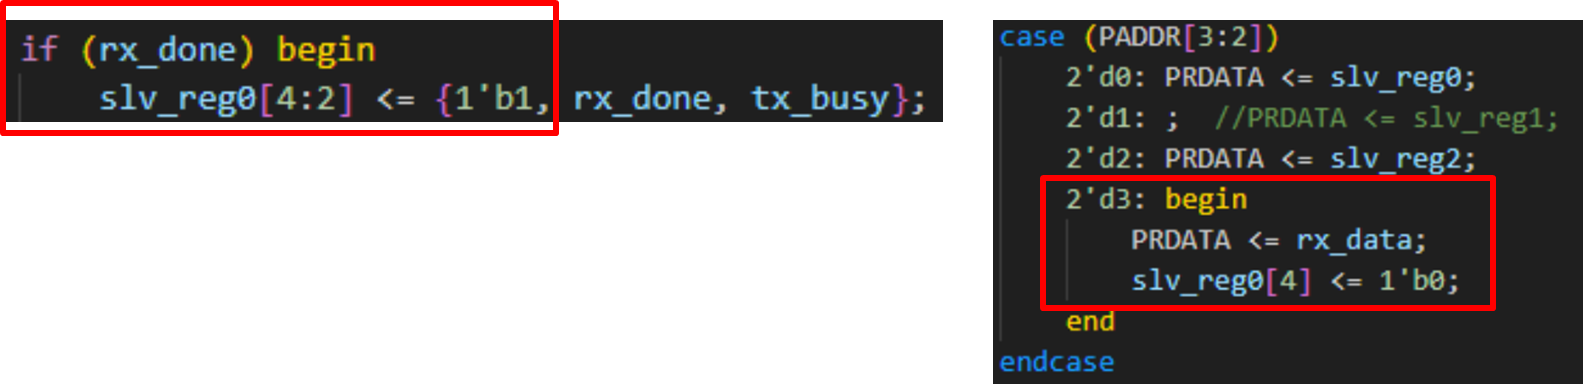 if (rx_done) begin
slv_reg0[4:2] <= {1'b1, rx_done, tx_busy};
case (PADDR[3:2])
2'd0: PRDATA <= slv_reg0;
2'd1: ; //PRDATA <= slv_reg1;
2'd2: PRDATA <= slv_reg2;
2'd3: begin
PRDATA <= rx_data;
slv_reg0[4] <= 1'b0;
end
endcase